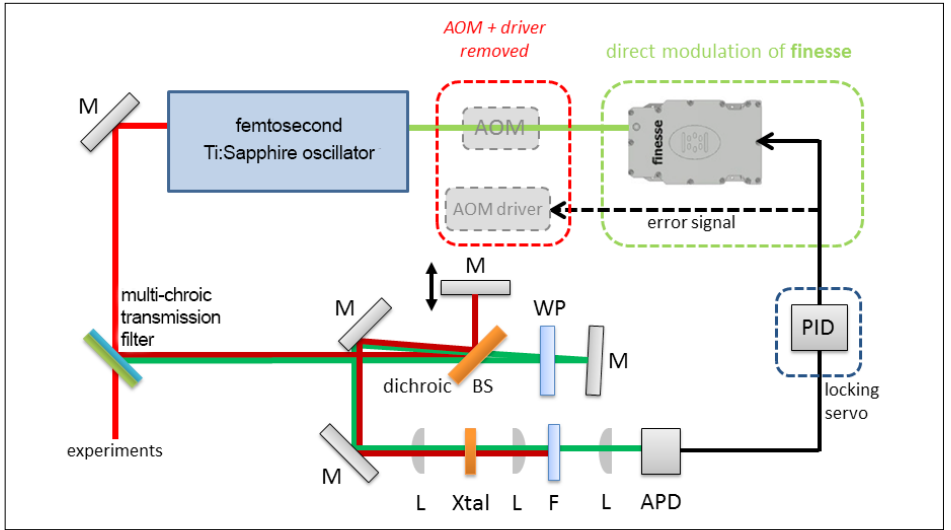 AOM + driver
removed
direct modulation of finesse
M
femtosecond
Ti:Sapphire oscillator
AOM
finesse
AOM driver
error signal
multi-chroic
transmission
filter
M
M
WP
PID
M
dichroic BS
locking
servo
experiments
M
L Xtal L F L APD